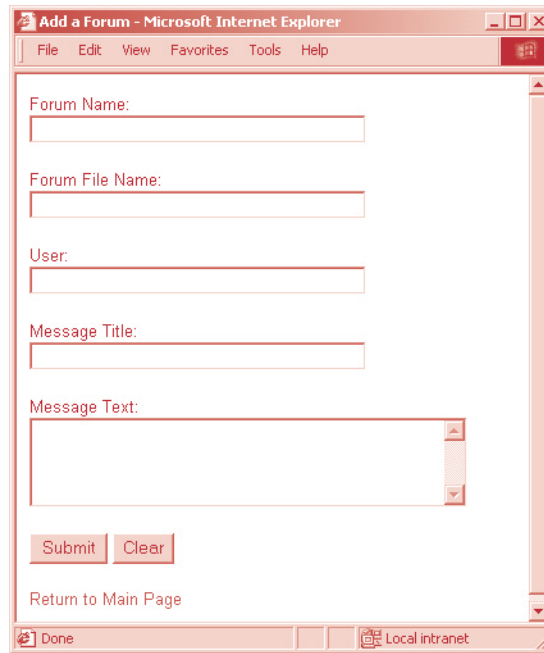 Add a Forum - Microsoft Internet Explorer
File Edit View Favorites Tools Help
Forum Name:
Forum File Name:
User:
Message Title:
Message Text:
Submit Clear
Return to Main Page
Done Local intranet